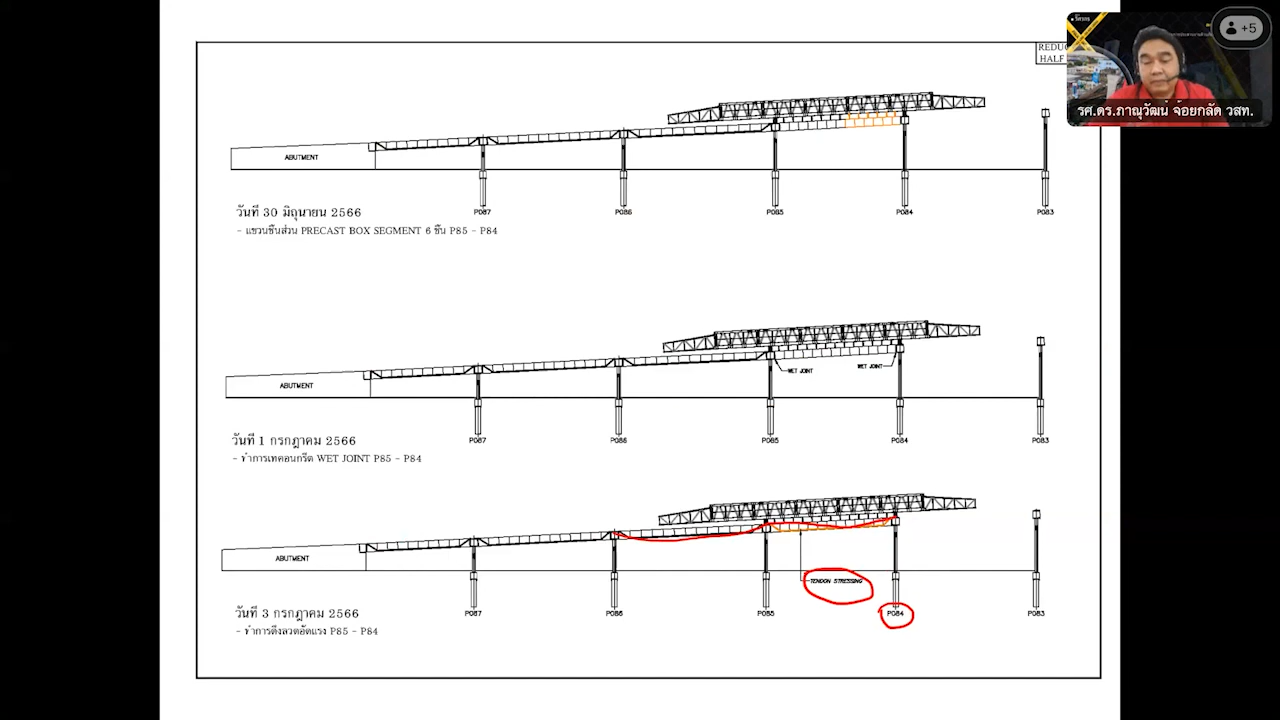 +5
REDU
HALF
รศ.ดร.ภาณุวัฒน์ จ้อยกลัด วสท.
ABUTMENT
P087 P086 P085 P084 P083
วันที่ 30 มิถุนายน 2566
- แขวนชิ้นส่วน PRECAST BOX SEGMENT 6 ชิ้น P85 - P84
WET JOINT WET JOINT
ABUTMENT
P087 P086 P085 P084 P083
วันที่ 1 กรกฎาคม 2566
- ทำการเทคอนกรีต WET JOINT P85 - P84
ABUTMENT
TENDON STRESSING
P087 P086 P085 P084 P083
วันที่ 3 กรกฎาคม 2566
- ทำการดึงลวดอัดแรง P85 - P84